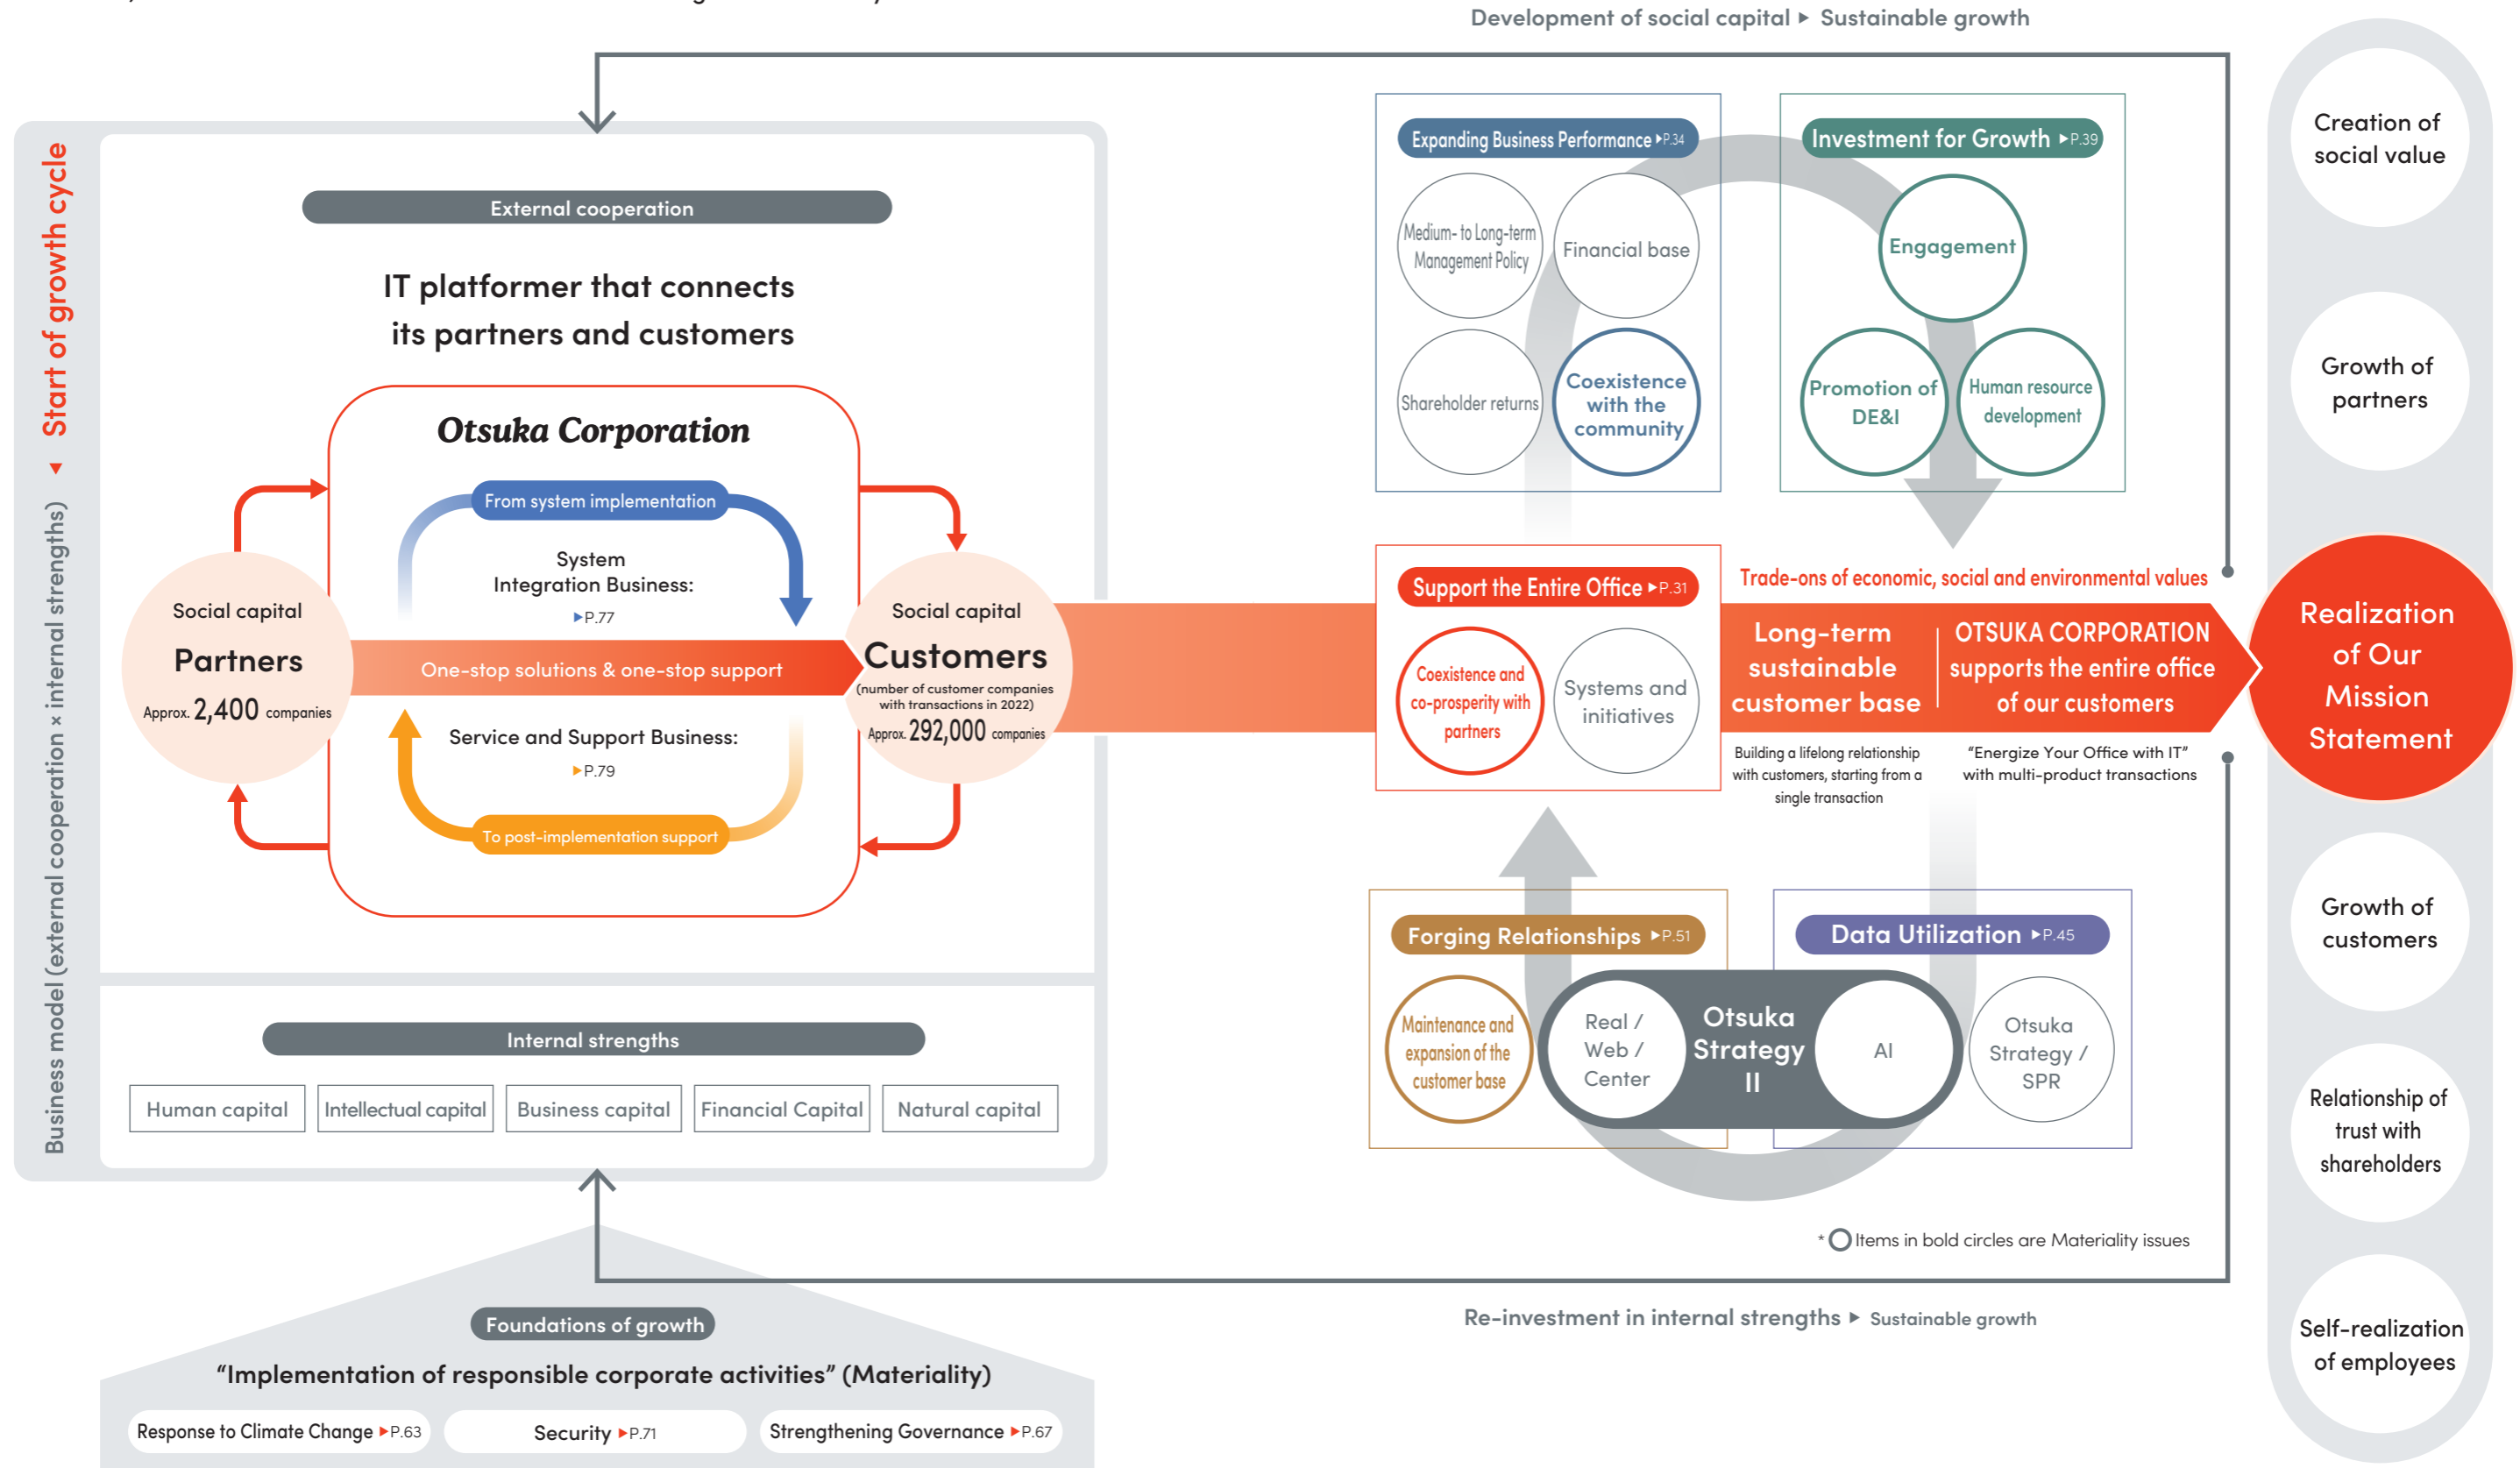 Development of social capital ▶ Sustainable growth
Start of growth cycle
Business model (external cooperation × internal strengths)
External cooperation
IT platformer that connects
its partners and customers
Otsuka Corporation
From system implementation
System
Integration Business:
▶P.77
Social capital
Partners
Approx. 2,400 companies
One-stop solutions & one-stop support
Social capital
Customers
(number of customer companies
with transactions in 2022)
Approx. 292,000 companies
Service and Support Business:
▶P.79
To post-implementation support
Internal strengths
Human capital
Intellectual capital
Business capital
Financial Capital
Natural capital
Foundations of growth
“Implementation of responsible corporate activities” (Materiality)
Response to Climate Change ▶P.63
Security ▶P.71
Strengthening Governance ▶P.67
Expanding Business Performance ▶P.34
Medium- to Long-term
Management Policy
Financial base
Shareholder returns
Coexistence
with the
community
Investment for Growth ▶P.39
Engagement
Promotion of
DE&I
Human resource
development
Support the Entire Office ▶P.31
Coexistence and
co-prosperity with
partners
Systems and
initiatives
Trade-ons of economic, social and environmental values
Long-term
sustainable
customer base
OTSUKA CORPORATION
supports the entire office
of our customers
Building a lifelong relationship
with customers, starting from a
single transaction
“Energize Your Office with IT”
with multi-product transactions
Forging Relationships ▶P.51
Maintenance and
expansion of the
customer base
Real /
Web /
Center
Otsuka
Strategy
II
Data Utilization ▶P.45
AI
Otsuka
Strategy /
SPR
* Items in bold circles are Materiality issues
Re-investment in internal strengths ▶ Sustainable growth
Creation of
social value
Growth of
partners
Realization
of Our
Mission
Statement
Growth of
customers
Relationship of
trust with
shareholders
Self-realization
of employees